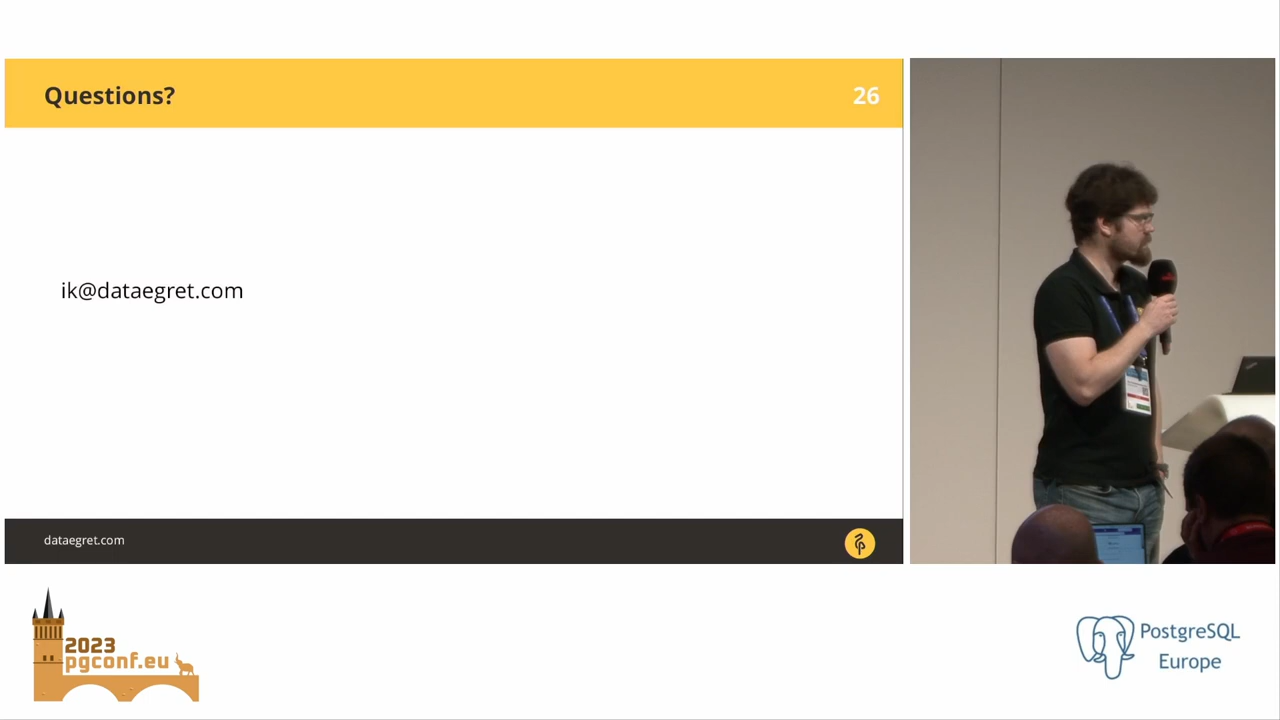 Questions?
26
ik@dataegret.com
dataegret.com
2023
pgconf.eu
PostgreSQL
Europe